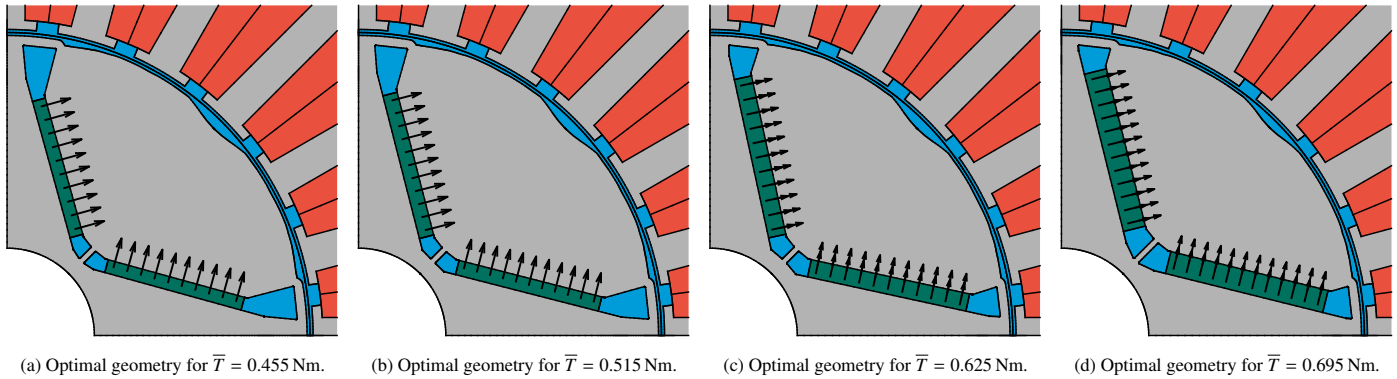 (a) Optimal geometry for T̅ = 0.455 Nm.
(b) Optimal geometry for T̅ = 0.515 Nm.
(c) Optimal geometry for T̅ = 0.625 Nm.
(d) Optimal geometry for T̅ = 0.695 Nm.